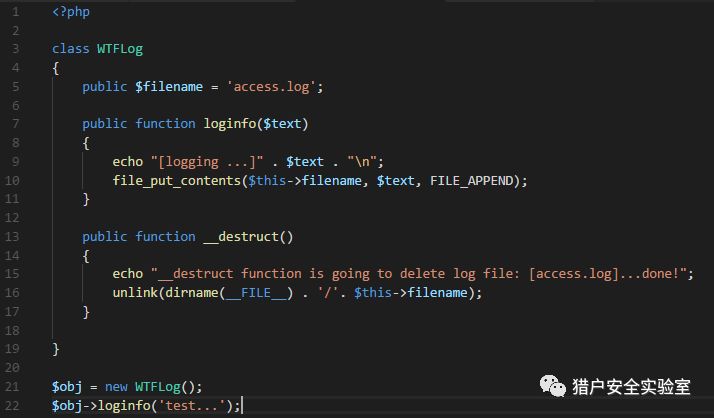 1 <?php
2
3 class WTFLog
4 {
5 public $filename = 'access.log';
6
7 public function loginfo($text)
8 {
9 echo "[logging ...]" . $text . "\n";
10 file_put_contents($this->filename, $text, FILE_APPEND);
11 }
12
13 public function __destruct()
14 {
15 echo "__destruct function is going to delete log file: [access.log]...done!";
16 unlink(dirname(__FILE__) . '/'. $this->filename);
17 }
18
19 }
20
21 $obj = new WTFLog();
22 $obj->loginfo('test...');
猎户安全实验室